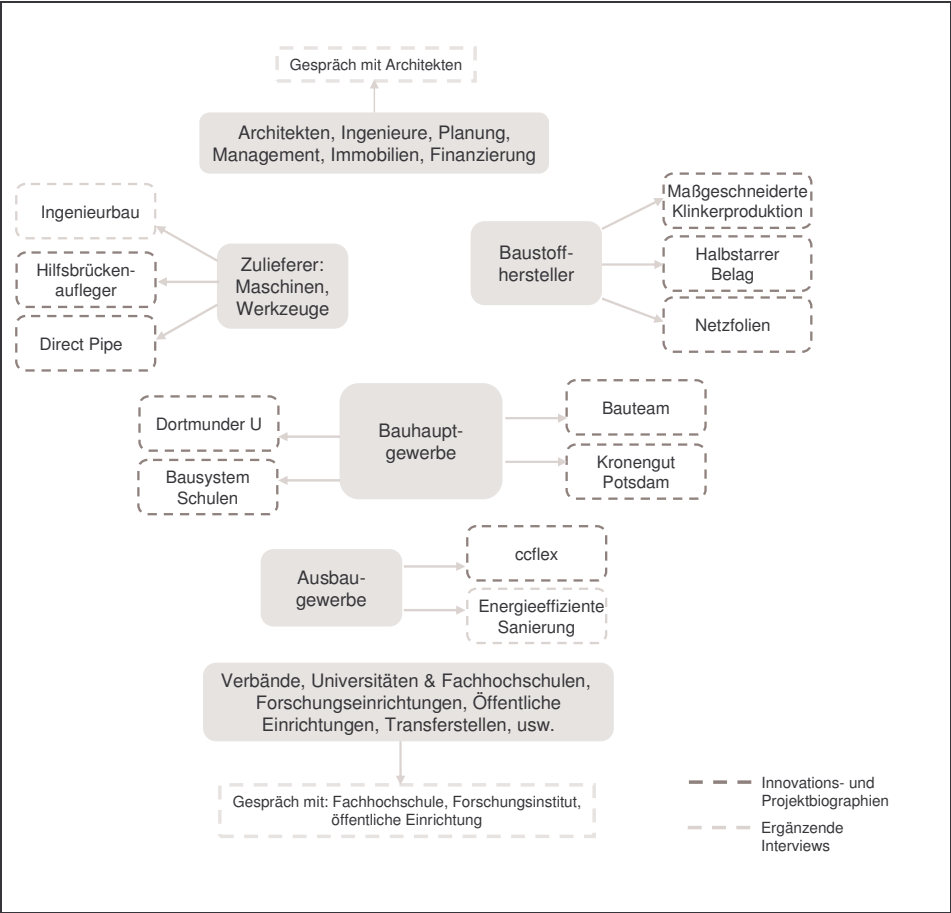 Gespräch mit Architekten
Architekten, Ingenieure, Planung,
Management, Immobilien, Finanzierung
Ingenieurbau
Hilfsbrücken-
aufleger
Direct Pipe
Zulieferer:
Maschinen,
Werkzeuge
Baustoff-
hersteller
Maßgeschneiderte
Klinkerproduktion
Halbstarrer
Belag
Netzfolien
Dortmunder U
Bausystem
Schulen
Bauhaupt-
gewerbe
Bauteam
Kronengut
Potsdam
Ausbau-
gewerbe
ccflex
Energieeffiziente
Sanierung
Verbände, Universitäten & Fachhochschulen,
Forschungseinrichtungen, Öffentliche
Einrichtungen, Transferstellen, usw.
Gespräch mit: Fachhochschule, Forschungsinstitut,
öffentliche Einrichtung
Innovations- und
Projektbiographien
Ergänzende
Interviews